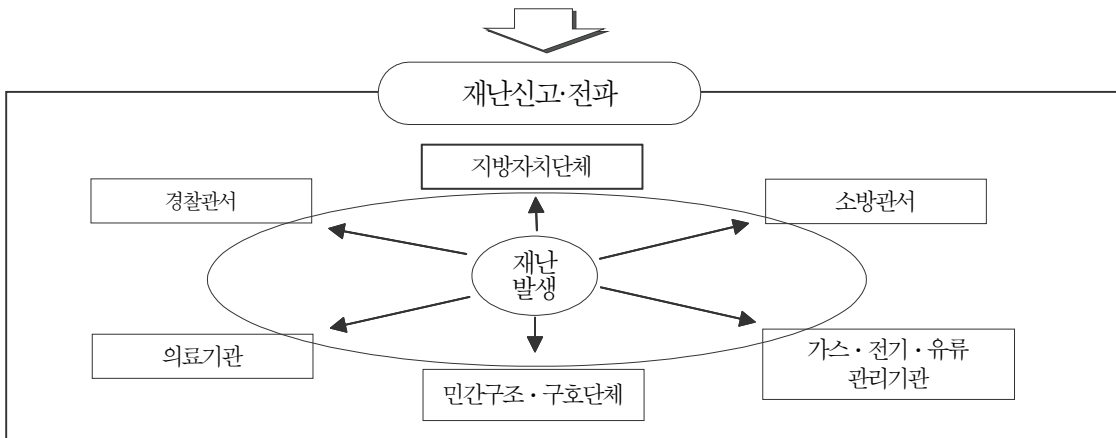 재난신고·전파
지방자치단체
경찰관서
소방관서
재난
발생
의료기관
가스·전기·유류
관리기관
민간구조·구호단체